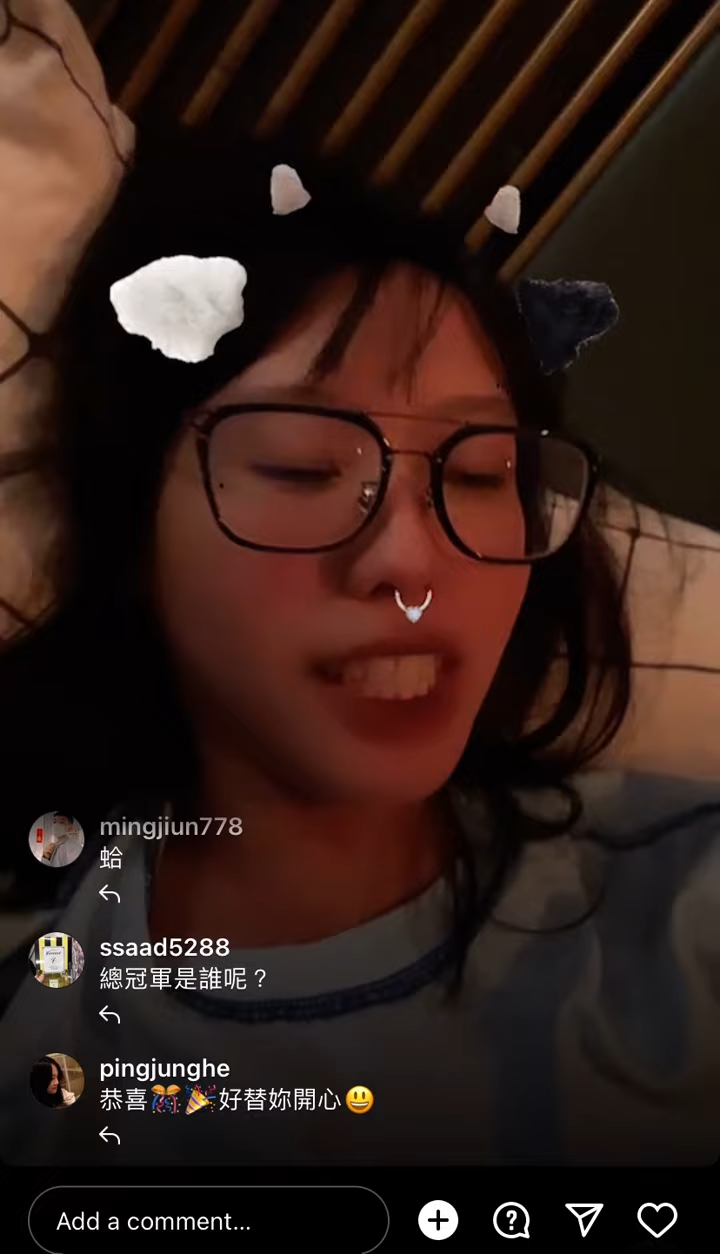 mingjiun778
蛤
ssaad5288
總冠軍是誰呢？
pingjunghe
恭喜🎊🎉好替妳開心😃
Add a comment...